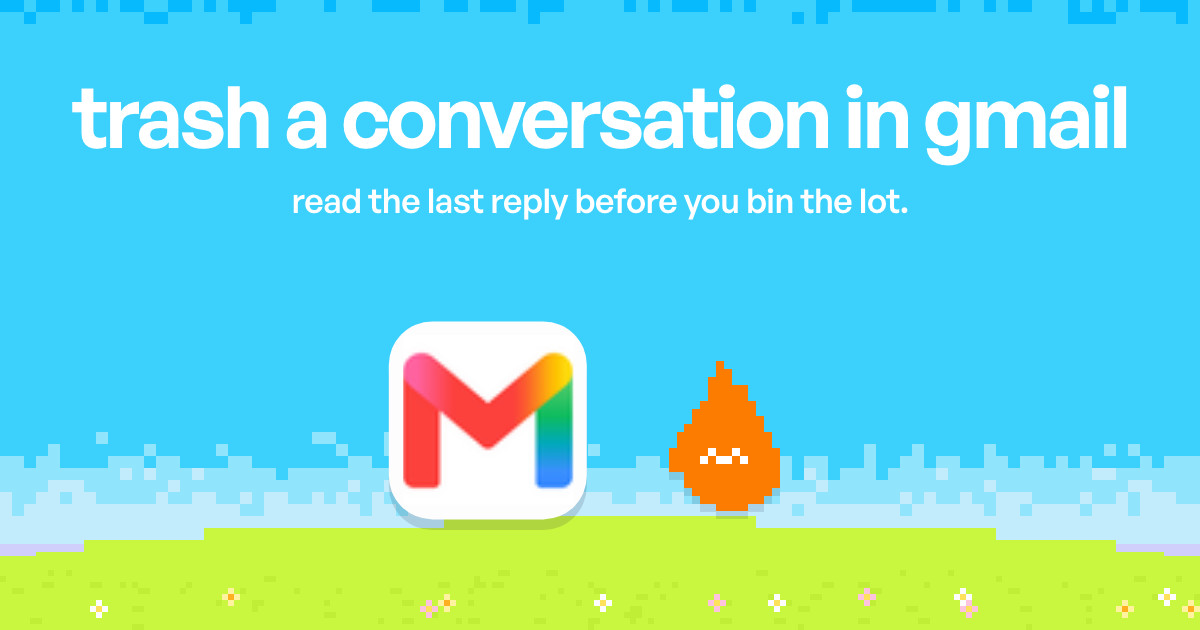 trash a conversation in gmail
read the last reply before you bin the lot.